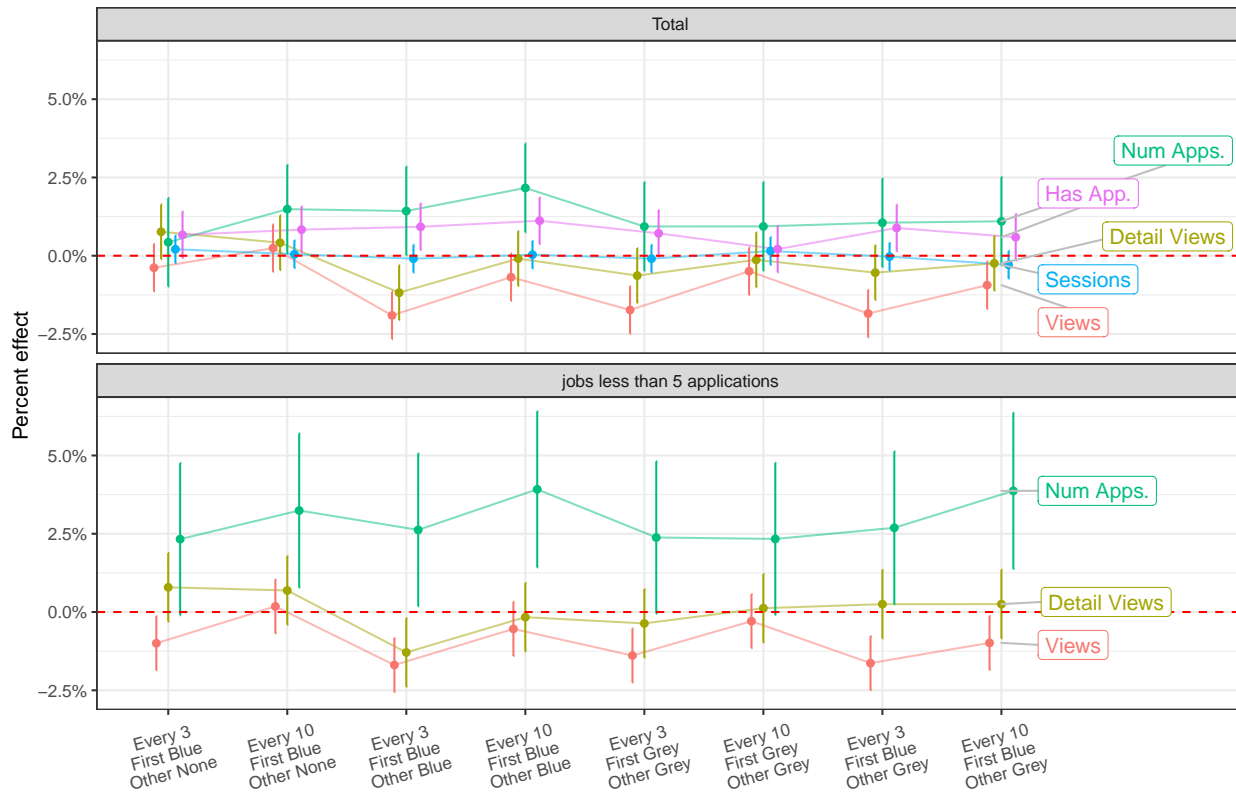 Total
5.0%
2.5%
0.0%
−2.5%
Num Apps.
Has App.
Detail Views
Sessions
Views
Percent effect
jobs less than 5 applications
5.0%
2.5%
0.0%
−2.5%
Num Apps.
Detail Views
Views
Every 3
First Blue
Other None
Every 10
First Blue
Other None
Every 3
First Blue
Other Blue
Every 10
First Blue
Other Blue
Every 3
First Grey
Other Grey
Every 10
First Grey
Other Grey
Every 3
First Blue
Other Grey
Every 10
First Blue
Other Grey